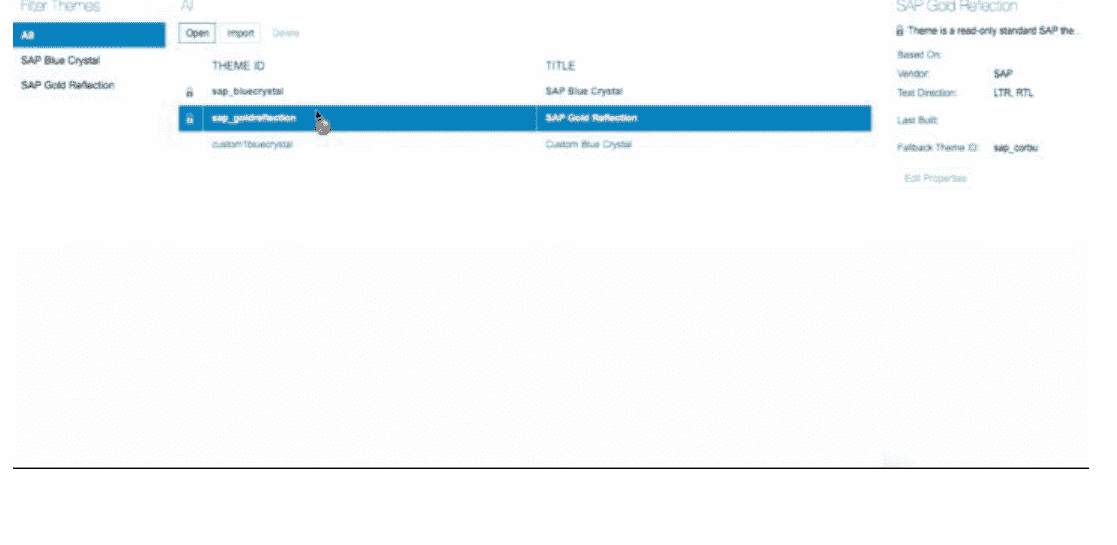 Filter Themes
All
SAP Blue Crystal
SAP Gold Reflection
All
Open Import Delete
THEME ID TITLE
sap_bluecrystal SAP Blue Crystal
sap_goldreflection SAP Gold Reflection
custom1bluecrystal Custom Blue Crystal
SAP Gold Reflection
Theme is a read-only standard SAP the...
Based On:
Vendor: SAP
Text Direction: LTR, RTL
Last Built:
Fallback Theme ID: sap_corbu
Edit Properties